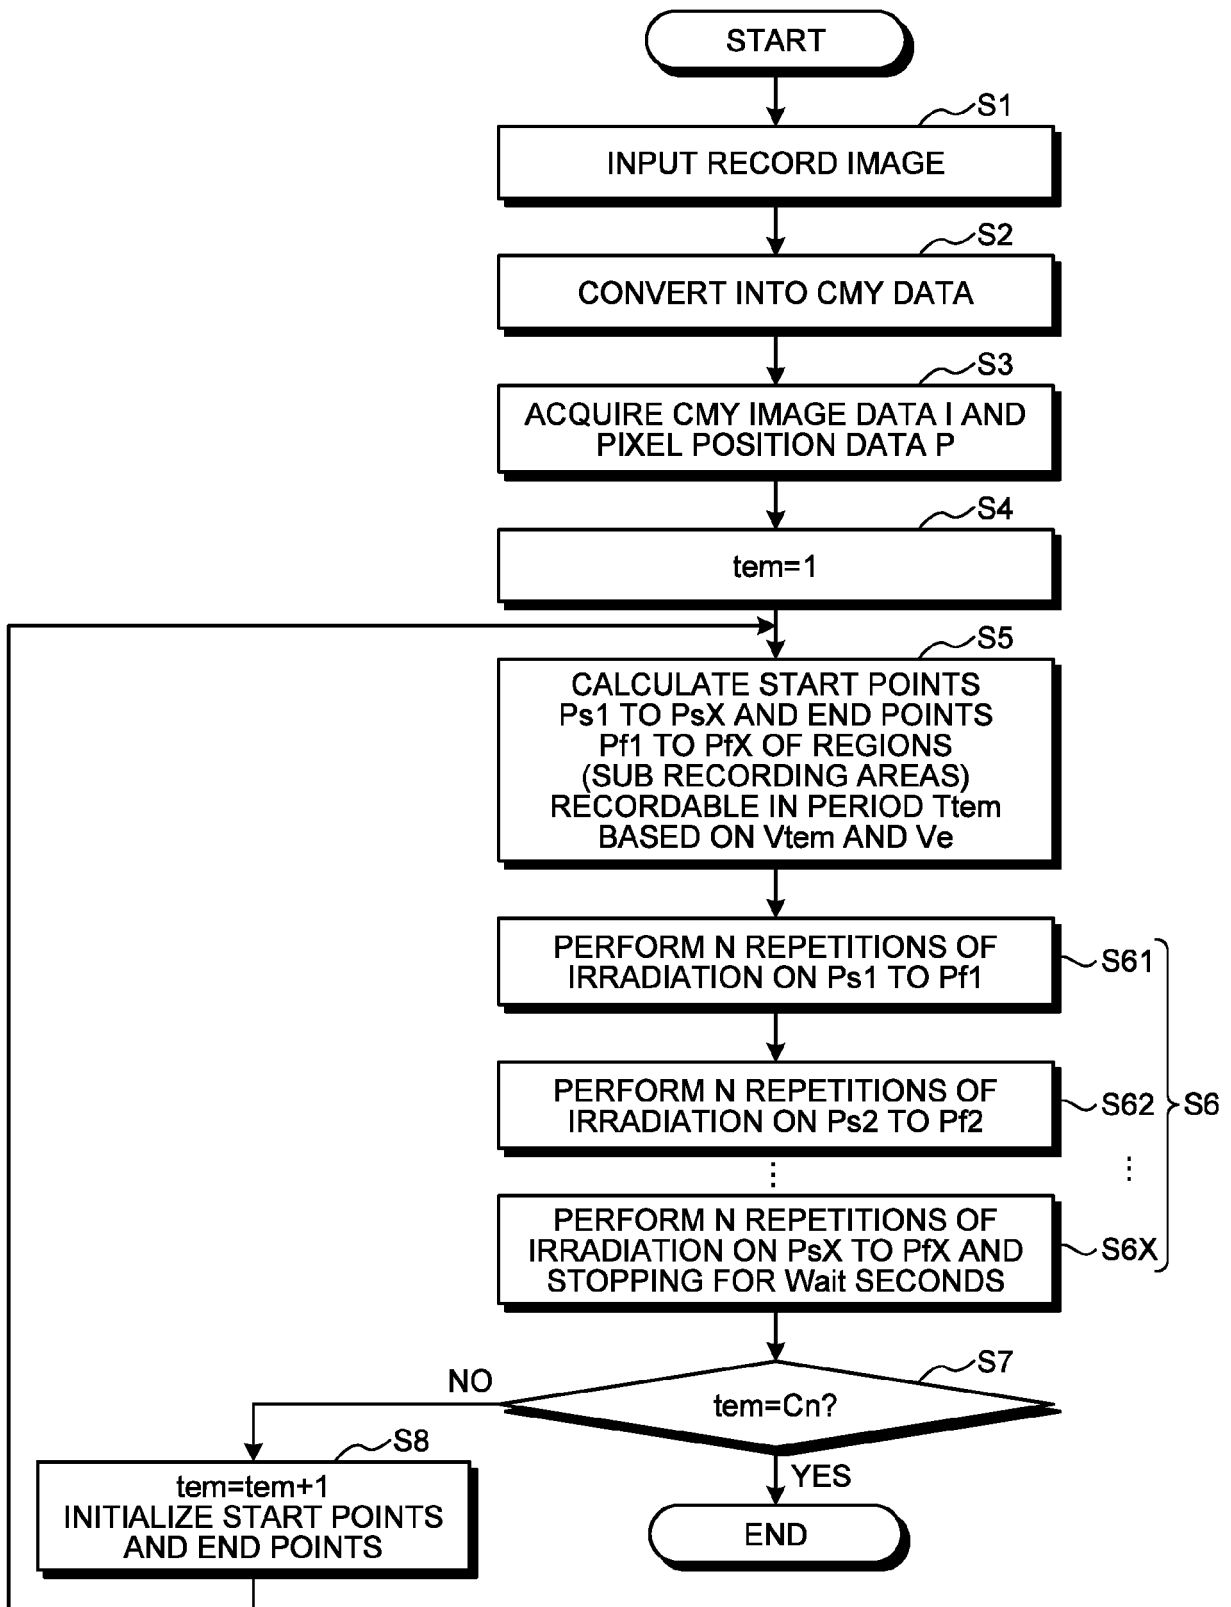 START
S1
INPUT RECORD IMAGE
S2
CONVERT INTO CMY DATA
S3
ACQUIRE CMY IMAGE DATA I AND
PIXEL POSITION DATA P
S4
tem=1
S5
CALCULATE START POINTS
Ps1 TO PsX AND END POINTS
Pf1 TO PfX OF REGIONS
(SUB RECORDING AREAS)
RECORDABLE IN PERIOD Ttem
BASED ON Vtem AND Ve
PERFORM N REPETITIONS OF
IRRADIATION ON Ps1 TO Pf1
S61
PERFORM N REPETITIONS OF
IRRADIATION ON Ps2 TO Pf2
S62
S6
⋮
⋮
PERFORM N REPETITIONS OF
IRRADIATION ON PsX TO PfX AND
STOPPING FOR Wait SECONDS
S6X
S7
tem=Cn?
NO
YES
S8
tem=tem+1
INITIALIZE START POINTS
AND END POINTS
END